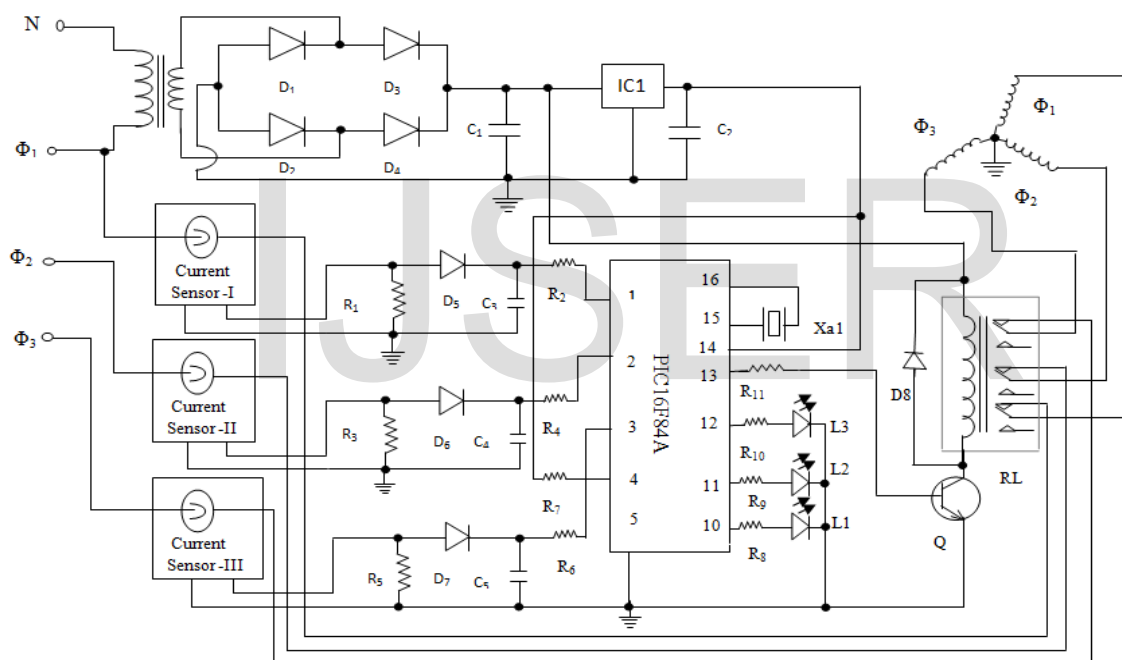 N
IC1
D1
D3
C1
C2
Φ1
Φ3
Φ1
D2
D4
Φ2
IJSER
Φ2
Current
Sensor-I
R1
D5
C3
R2
1
16
15
Xa1
Φ3
14
2
PIC16F84A
13
D8
R11
Current
Sensor-II
R3
D6
C4
R4
3
12
L3
R10
L2
RL
4
11
R7
R9
5
10
L1
Q
Current
Sensor-III
R5
D7
C5
R6
R8